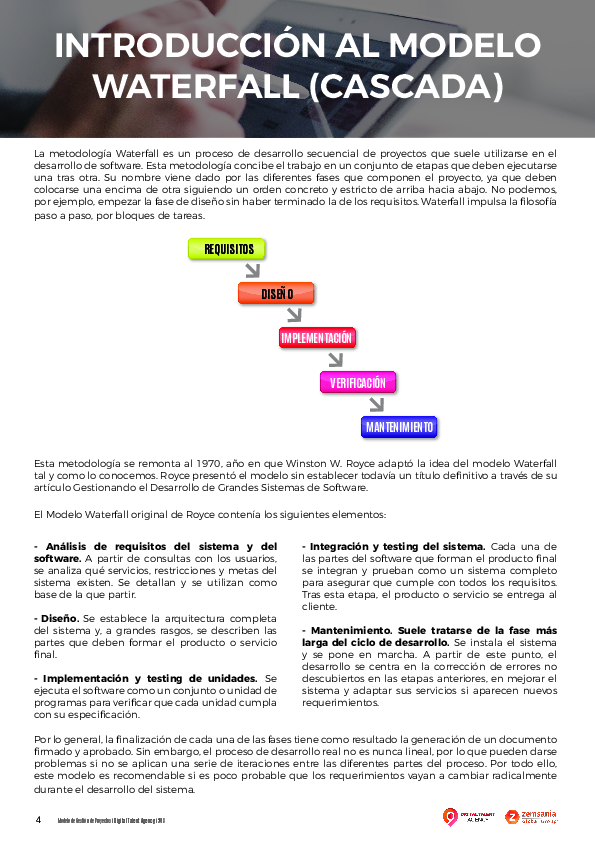 INTRODUCCIÓN AL MODELO
WATERFALL (CASCADA)
La metodología Waterfall es un proceso de desarrollo secuencial de proyectos que suele utilizarse en el
desarrollo de software. Esta metodología concibe el trabajo en un conjunto de etapas que deben ejecutarse
una tras otra. Su nombre viene dado por las diferentes fases que componen el proyecto, ya que deben
colocarse una encima de otra siguiendo un orden concreto y estricto de arriba hacia abajo. No podemos,
por ejemplo, empezar la fase de diseño sin haber terminado la de los requisitos. Waterfall impulsa la filosofía
paso a paso, por bloques de tareas.
REQUISITOS
DISEÑO
IMPLEMENTACIÓN
VERIFICACIÓN
MANTENIMIENTO
Esta metodología se remonta al 1970, año en que Winston W. Royce adaptó la idea del modelo Waterfall
tal y como lo conocemos. Royce presentó el modelo sin establecer todavía un título definitivo a través de su
artículo Gestionando el Desarrollo de Grandes Sistemas de Software.
El Modelo Waterfall original de Royce contenía los siguientes elementos:
- Análisis de requisitos del sistema y del
software. A partir de consultas con los usuarios,
se analiza qué servicios, restricciones y metas del
sistema existen. Se detallan y se utilizan como
base de la que partir.
- Diseño. Se establece la arquitectura completa
del sistema y, a grandes rasgos, se describen las
partes que deben formar el producto o servicio
final.
- Implementación y testing de unidades. Se
ejecuta el software como un conjunto o unidad de
programas para verificar que cada unidad cumpla
con su especificación.
- Integración y testing del sistema. Cada una de
las partes del software que forman el producto final
se integran y prueban como un sistema completo
para asegurar que cumple con todos los requisitos.
Tras esta etapa, el producto o servicio se entrega al
cliente.
- Mantenimiento. Suele tratarse de la fase más
larga del ciclo de desarrollo. Se instala el sistema
y se pone en marcha. A partir de este punto, el
desarrollo se centra en la corrección de errores no
descubiertos en las etapas anteriores, en mejorar el
sistema y adaptar sus servicios si aparecen nuevos
requerimientos.
Por lo general, la finalización de cada una de las fases tiene como resultado la generación de un documento
firmado y aprobado. Sin embargo, el proceso de desarrollo real no es nunca lineal, por lo que pueden darse
problemas si no se aplican una serie de iteraciones entre las diferentes partes del proceso. Por todo ello,
este modelo es recomendable si es poco probable que los requerimientos vayan a cambiar radicalmente
durante el desarrollo del sistema.
4 Modelo de Gestión de Proyectos | Digital Talent Agency |
DIGITAL TALENT
AGENCY
zemsania
Global Group